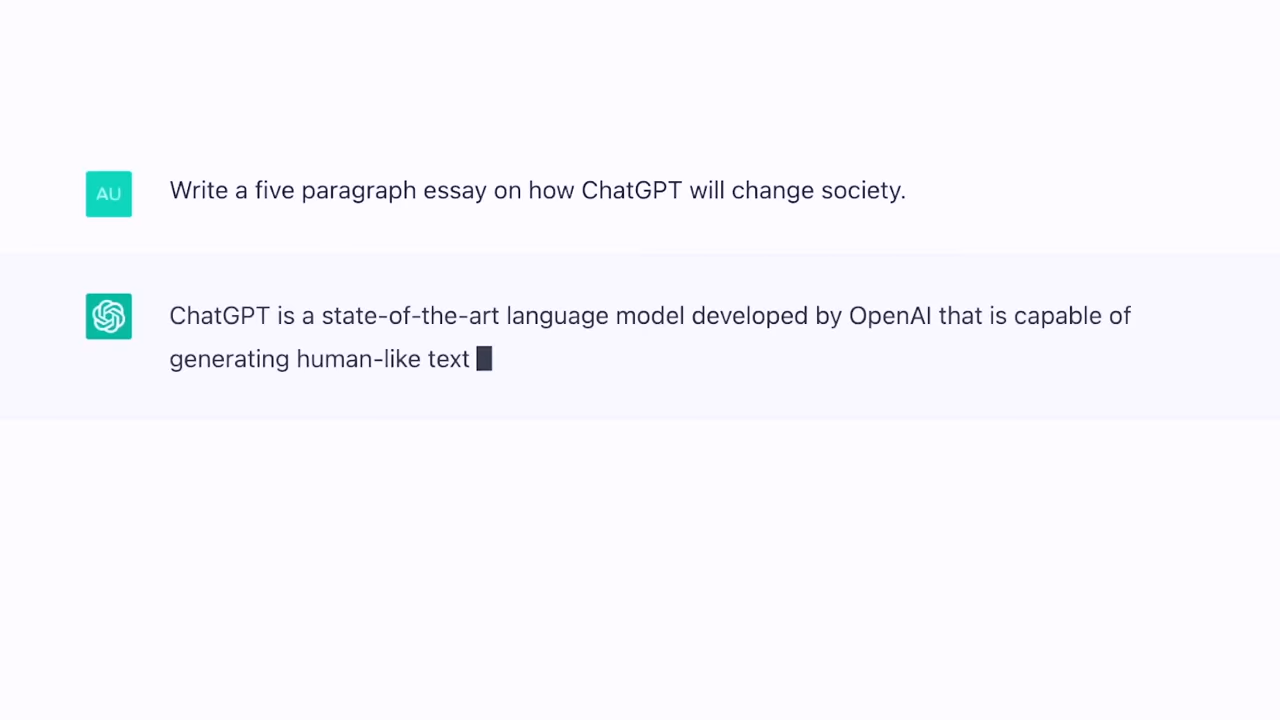 AU
Write a five paragraph essay on how ChatGPT will change society.
ChatGPT is a state-of-the-art language model developed by OpenAI that is capable of
generating human-like text